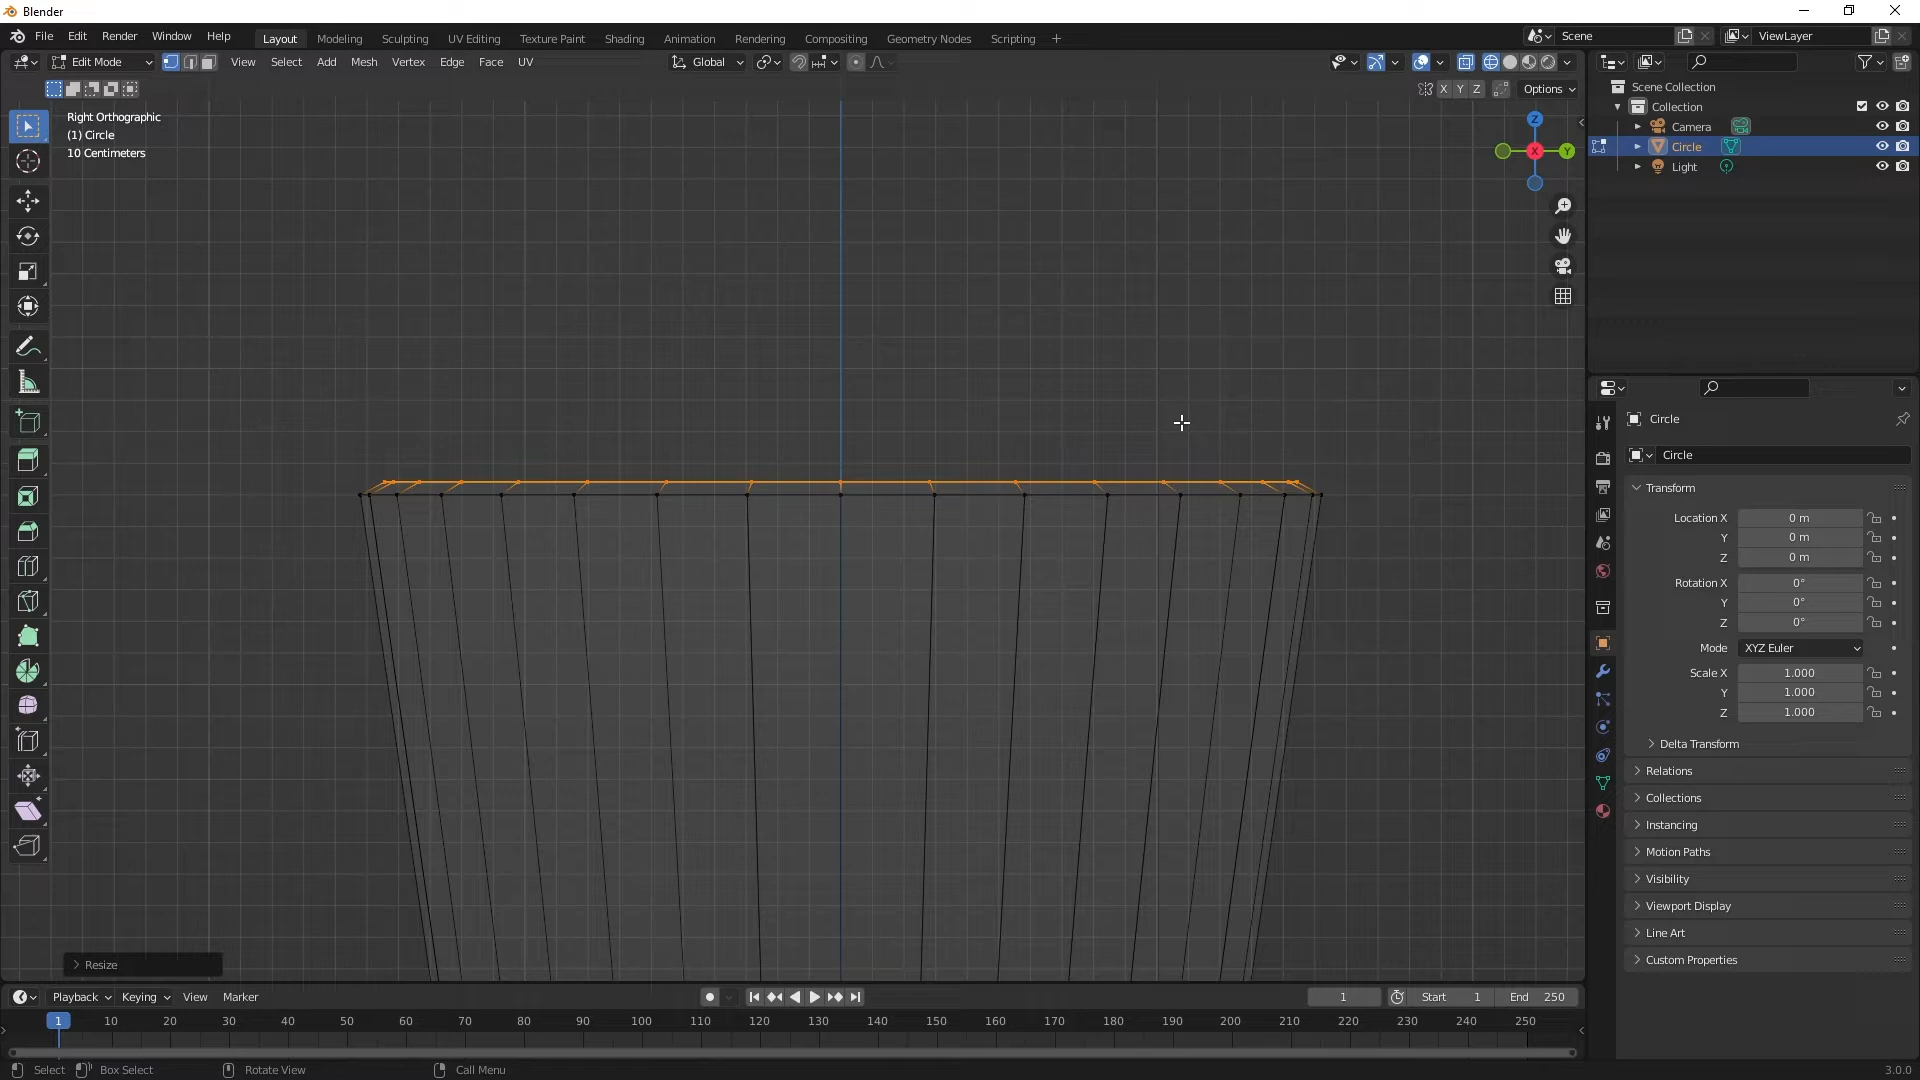 Blender
File Edit Render Window Help
Layout Modeling Sculpting UV Editing Texture Paint Shading Animation Rendering Compositing Geometry Nodes Scripting +
Scene
ViewLayer
Edit Mode View Select Add Mesh Vertex Edge Face UV
Global
X Y Z Options
Right Orthographic
(1) Circle
10 Centimeters
Z
X
Y
Scene Collection
Collection
Camera
Circle
Light
Circle
Circle
Transform
Location X 0 m
Y 0 m
Z 0 m
Rotation X 0°
Y 0°
Z 0°
Mode XYZ Euler
Scale X 1.000
Y 1.000
Z 1.000
Delta Transform
Relations
Collections
Instancing
Motion Paths
Visibility
Viewport Display
Line Art
Custom Properties
Resize
Playback Keying View Marker
1 Start 1 End 250
1 10 20 30 40 50 60 70 80 90 100 110 120 130 140 150 160 170 180 190 200 210 220 230 240 250
Select Box Select Rotate View Call Menu
3.0.0